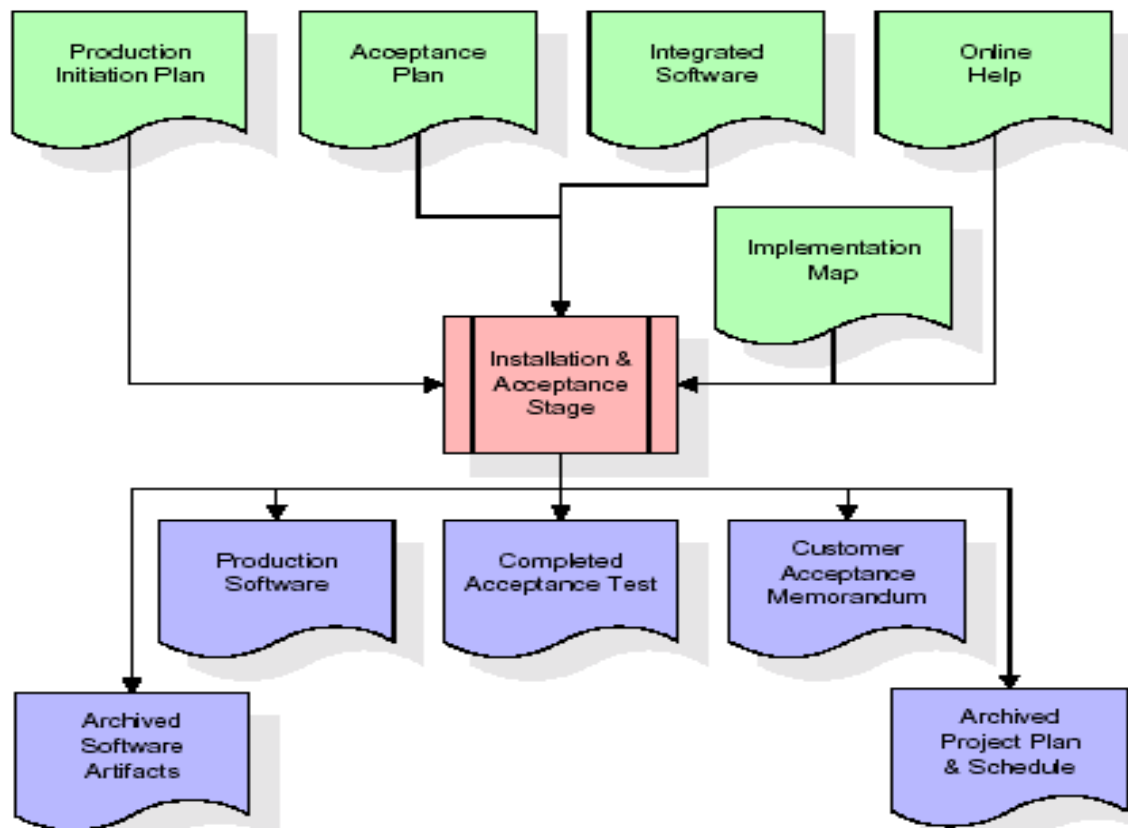 Production
Initiation Plan
Acceptance
Plan
Integrated
Software
Online
Help
Implementation
Map
Installation &
Acceptance
Stage
Production
Software
Completed
Acceptance Test
Customer
Acceptance
Memorandum
Archived
Software
Artifacts
Archived
Project Plan
& Schedule